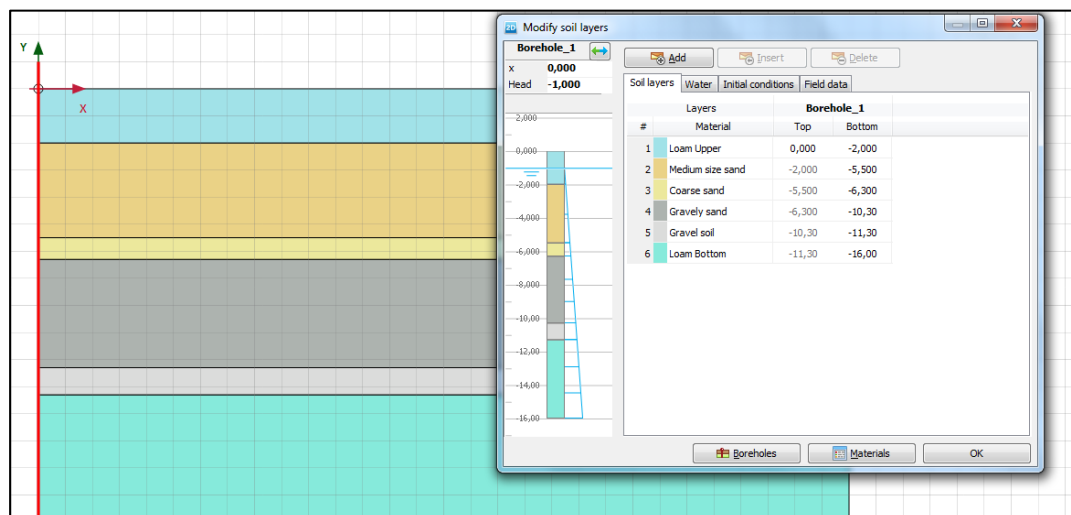 Y
X
2D Modify soil layers
Borehole_1
x 0,000
Head -1,000
2,000
0,000
-2,000
-4,000
-6,000
-8,000
-10,00
-12,00
-14,00
-16,00
Add Insert Delete
Soil layers Water Initial conditions Field data
Layers Borehole_1
# Material Top Bottom
1 Loam Upper 0,000 -2,000
2 Medium size sand -2,000 -5,500
3 Coarse sand -5,500 -6,300
4 Gravely sand -6,300 -10,30
5 Gravel soil -10,30 -11,30
6 Loam Bottom -11,30 -16,00
Boreholes Materials OK